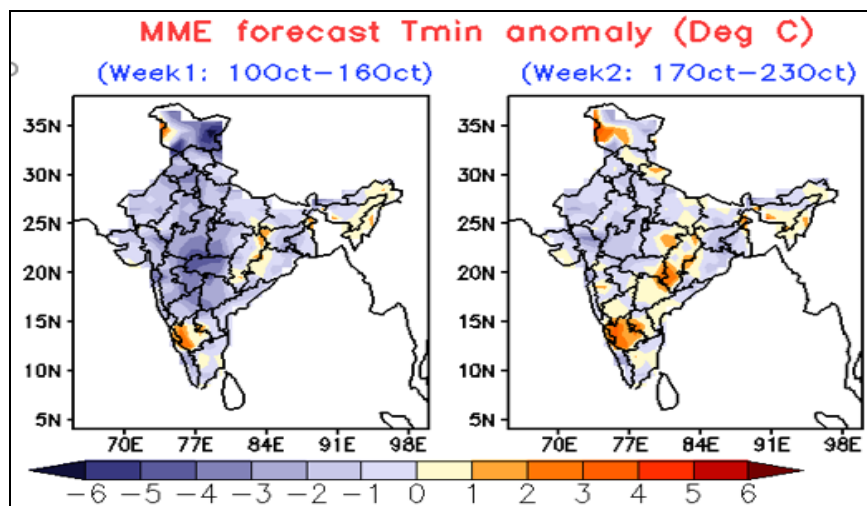 MME forecast Tmin anomaly (Deg C)
(Week1: 10Oct-16Oct) (Week2: 17Oct-23Oct)
35N 35N
30N 30N
25N 25N
20N 20N
15N 15N
10N 10N
5N 5N
70E 77E 84E 91E 98E 70E 77E 84E 91E 98E
-6 -5 -4 -3 -2 -1 0 1 2 3 4 5 6